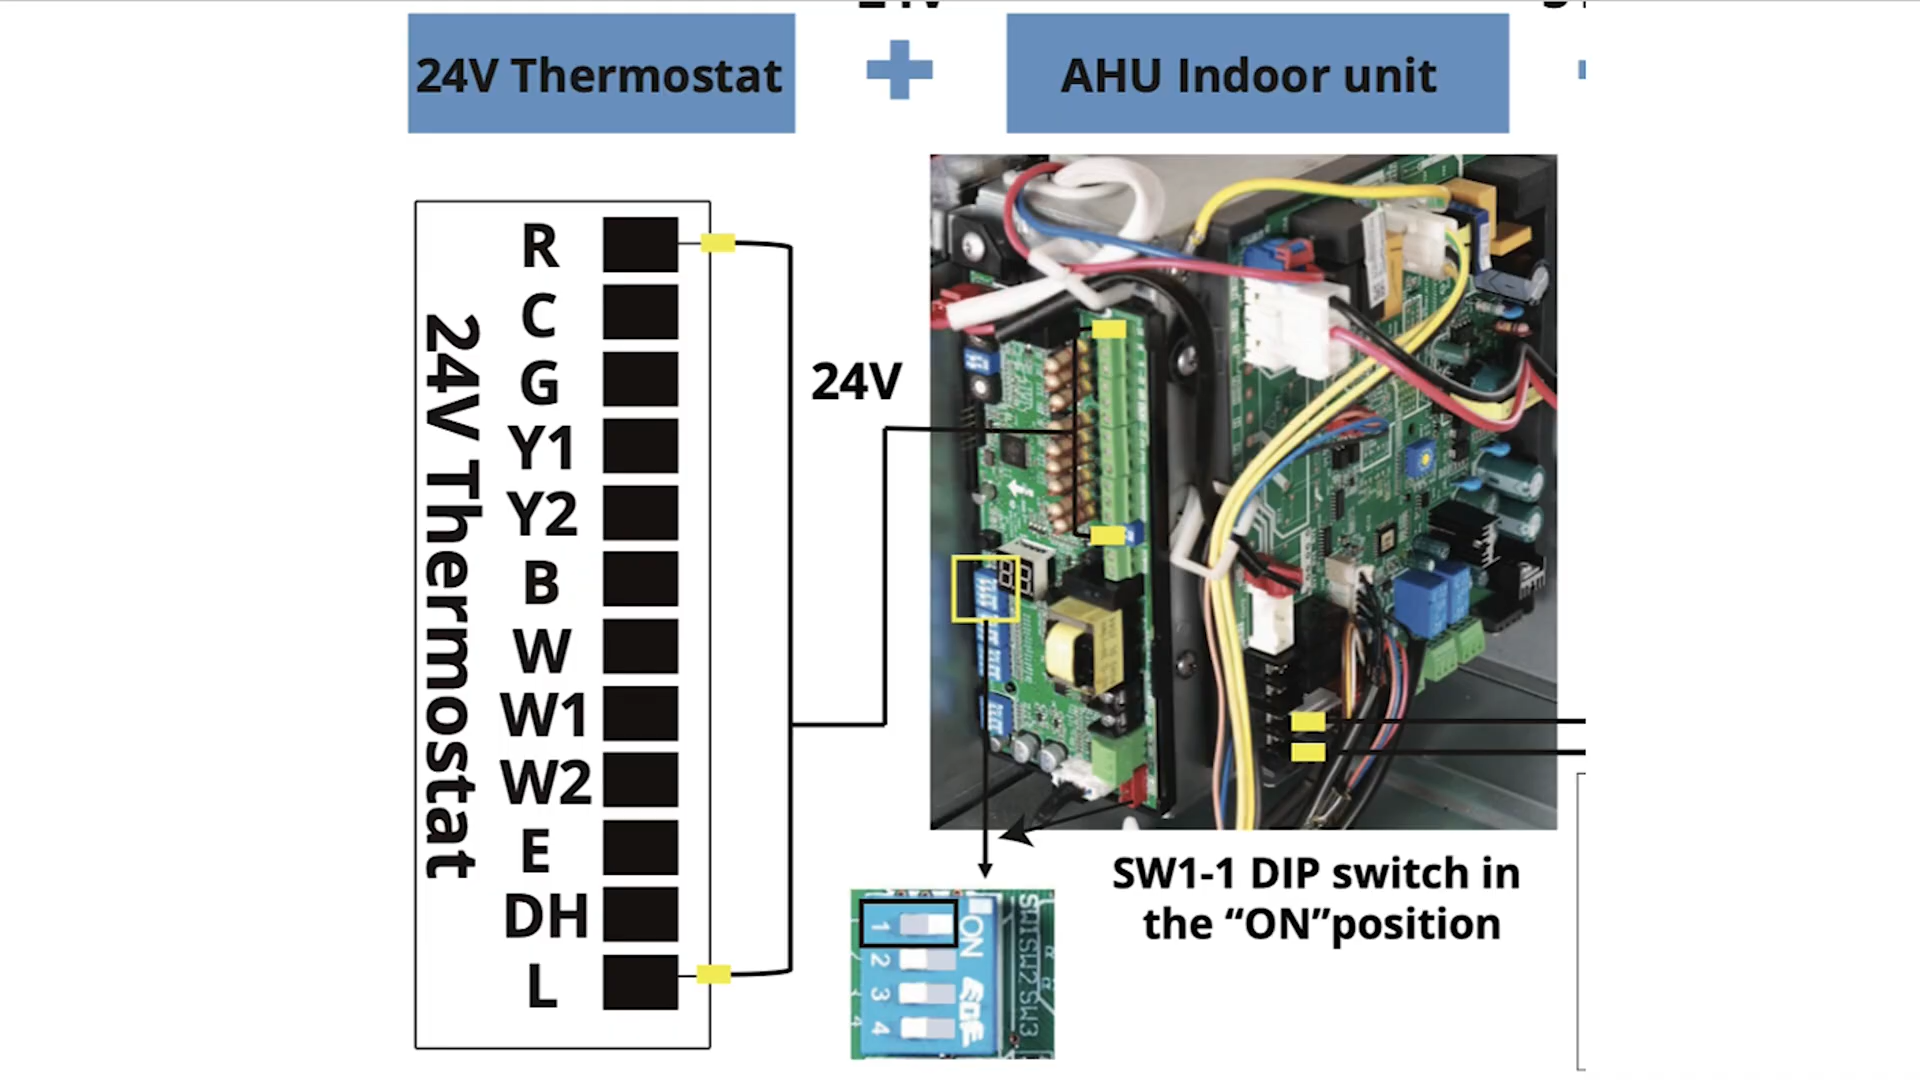 24V Thermostat
AHU Indoor unit
24V Thermostat
R
C
G
Y1
Y2
B
W
W1
W2
E
DH
L
24V
SW1-1 DIP switch in
the “ON”position
1
2
3
4
ON
SW1SW2SW3